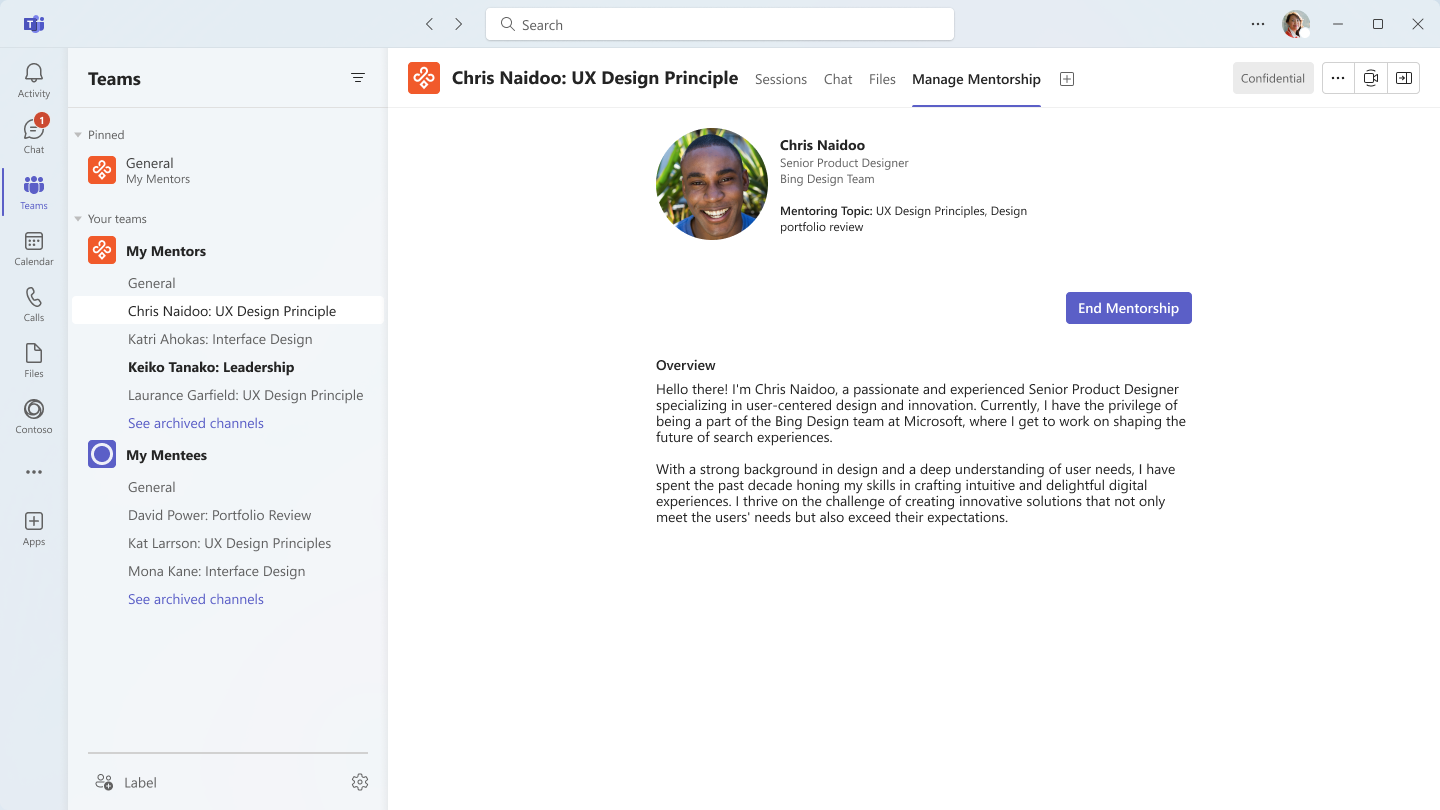 Search
Activity
1
Chat
Teams
Calendar
Calls
Files
Contoso
Apps
Teams
Pinned
General
My Mentors
Your teams
My Mentors
General
Chris Naidoo: UX Design Principle
Katri Ahokas: Interface Design
Keiko Tanako: Leadership
Laurance Garfield: UX Design Principle
See archived channels
My Mentees
General
David Power: Portfolio Review
Kat Larrson: UX Design Principles
Mona Kane: Interface Design
See archived channels
Label
Chris Naidoo: UX Design Principle Sessions Chat Files Manage Mentorship Confidential
Chris Naidoo
Senior Product Designer
Bing Design Team
Mentoring Topic: UX Design Principles, Design
portfolio review
End Mentorship
Overview
Hello there! I'm Chris Naidoo, a passionate and experienced Senior Product Designer
specializing in user-centered design and innovation. Currently, I have the privilege of
being a part of the Bing Design team at Microsoft, where I get to work on shaping the
future of search experiences.
With a strong background in design and a deep understanding of user needs, I have
spent the past decade honing my skills in crafting intuitive and delightful digital
experiences. I thrive on the challenge of creating innovative solutions that not only
meet the users' needs but also exceed their expectations.